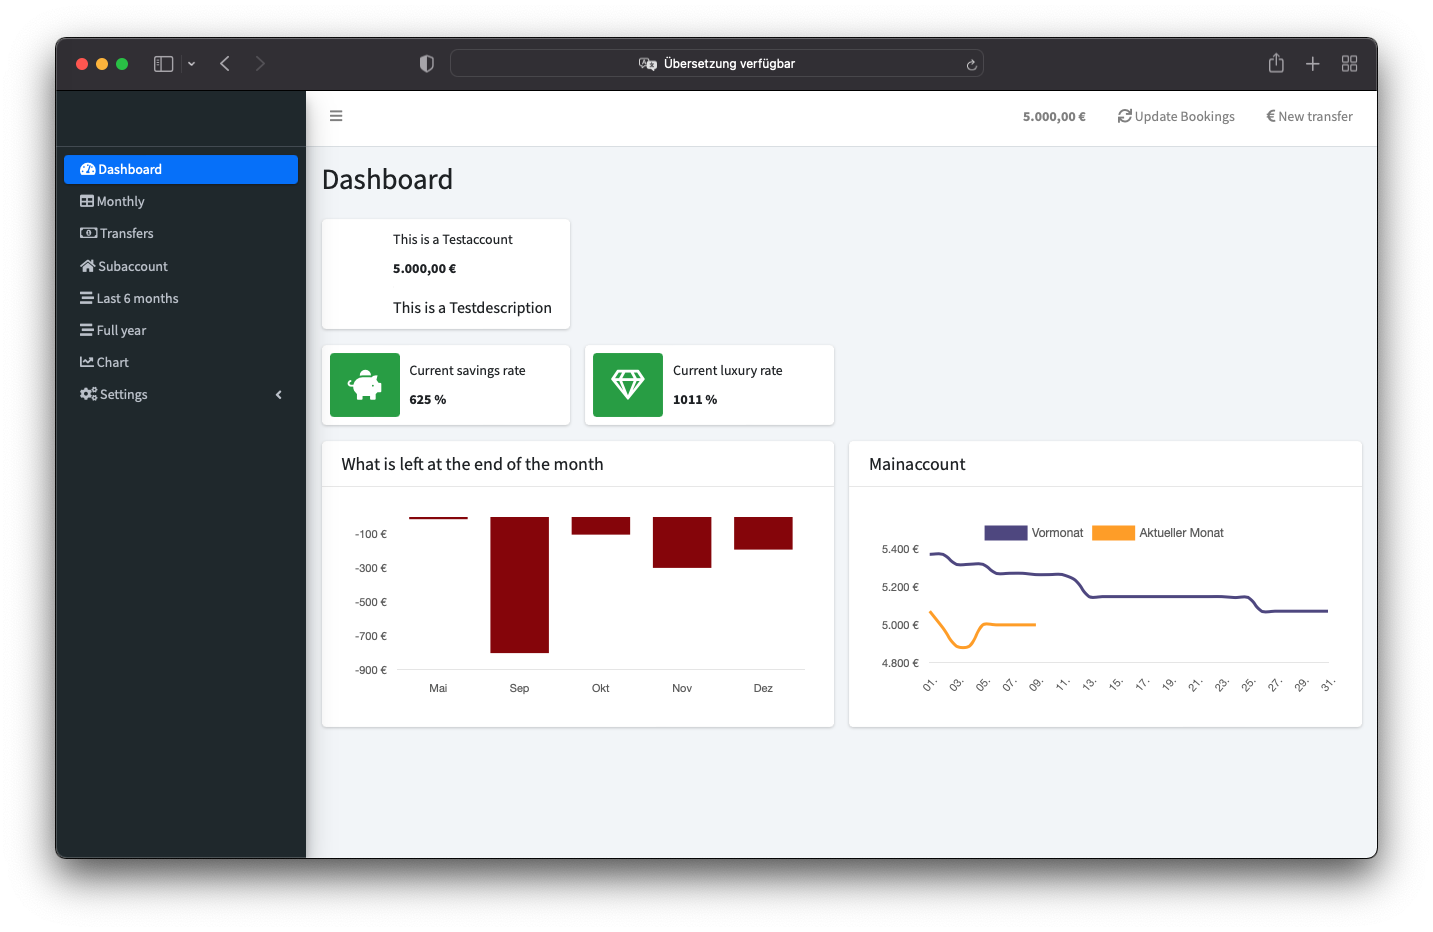 Übersetzung verfügbar
5.000,00 € Update Bookings € New transfer
Dashboard
Monthly
Transfers
Subaccount
Last 6 months
Full year
Chart
Settings
Dashboard
This is a Testaccount
5.000,00 €
This is a Testdescription
Current savings rate
625 %
Current luxury rate
1011 %
What is left at the end of the month
-100 €
-300 €
-500 €
-700 €
-900 €
Mai Sep Okt Nov Dez
Mainaccount
Vormonat Aktueller Monat
5.400 €
5.200 €
5.000 €
4.800 €
01. 03. 05. 07. 09. 11. 13. 15. 17. 19. 21. 23. 25. 27. 29. 31.